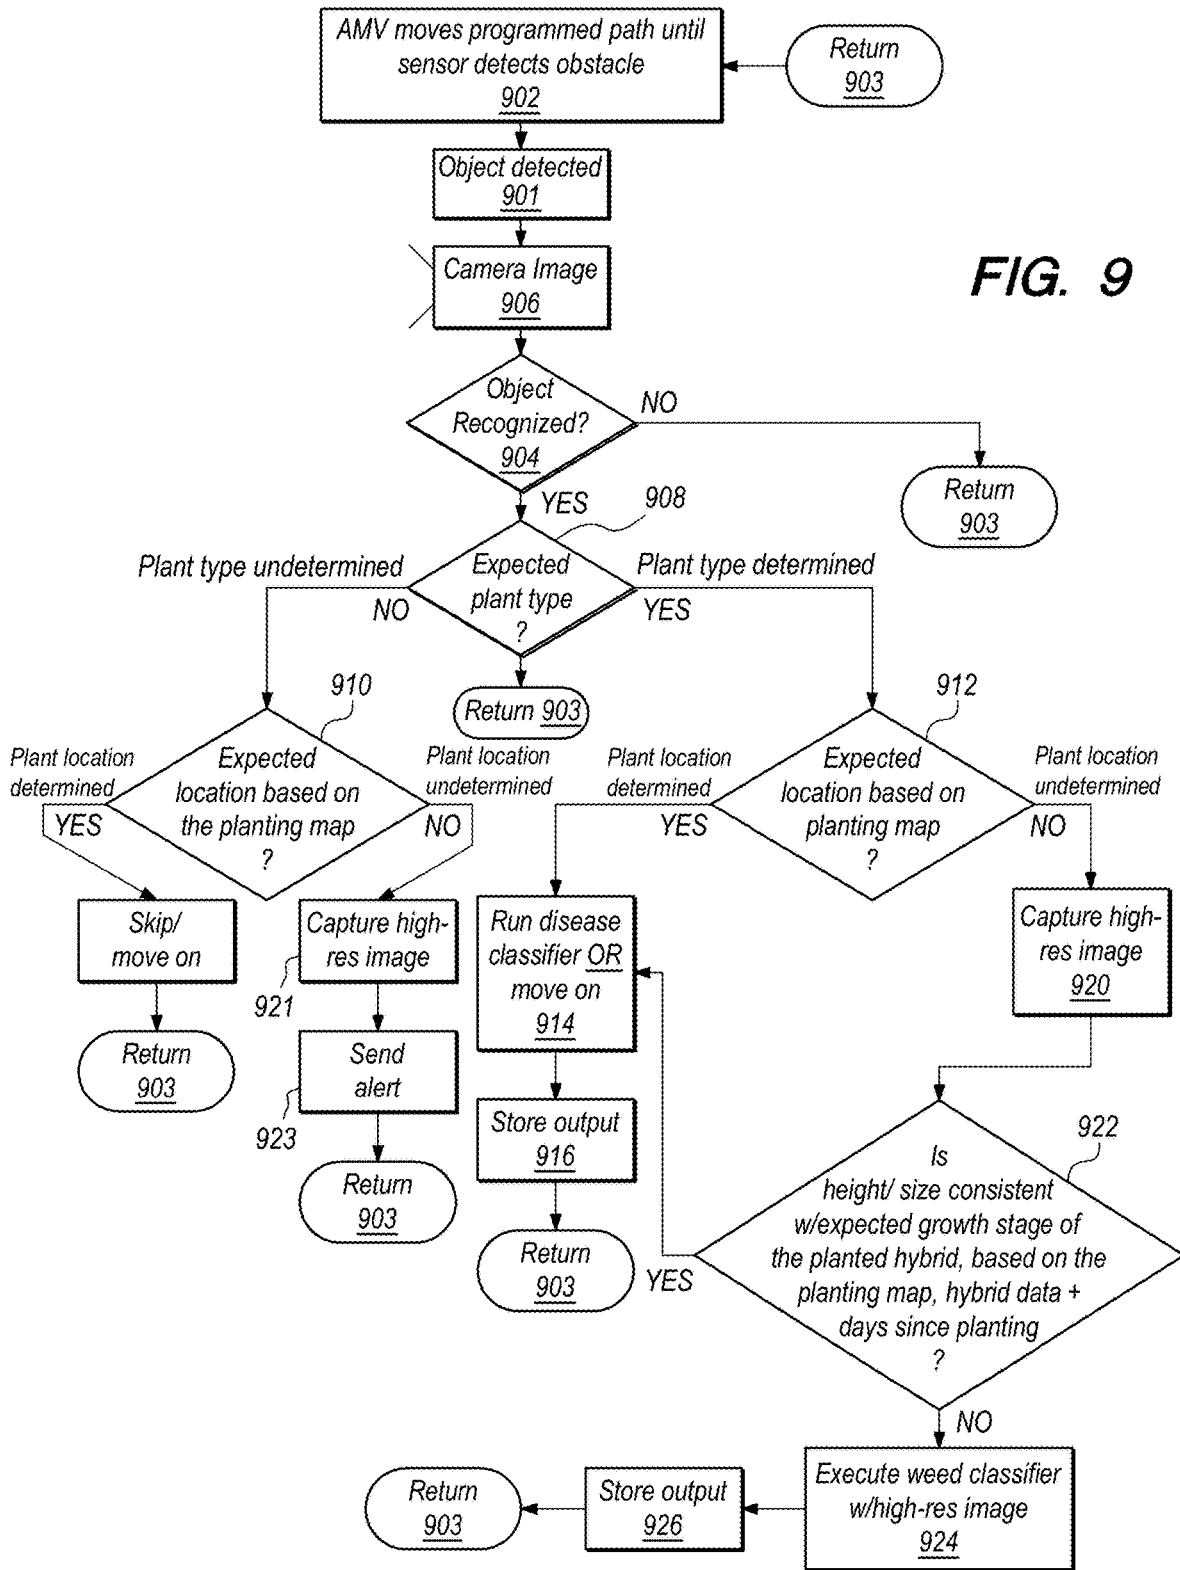 AMV moves programmed path until
sensor detects obstacle
902
Return
903
Object detected
901
Camera Image
906
FIG. 9
Object
Recognized?
904
NO
YES
Return
903
908
Expected
plant type
?
Plant type undetermined
NO
Plant type determined
YES
Return 903
910
Expected
location based on
the planting map
?
Plant location
determined
YES
Plant location
undetermined
NO
912
Expected
location based on
planting map
?
Plant location
determined
YES
Plant location
undetermined
NO
Skip/
move on
Return
903
Capture high-
res image
921
Send
alert
923
Return
903
Run disease
classifier OR
move on
914
Store output
916
Return
903
Capture high-
res image
920
922
Is
height/ size consistent
w/expected growth stage of
the planted hybrid, based on the
planting map, hybrid data +
days since planting
?
YES
NO
Execute weed classifier
w/high-res image
924
Store output
926
Return
903